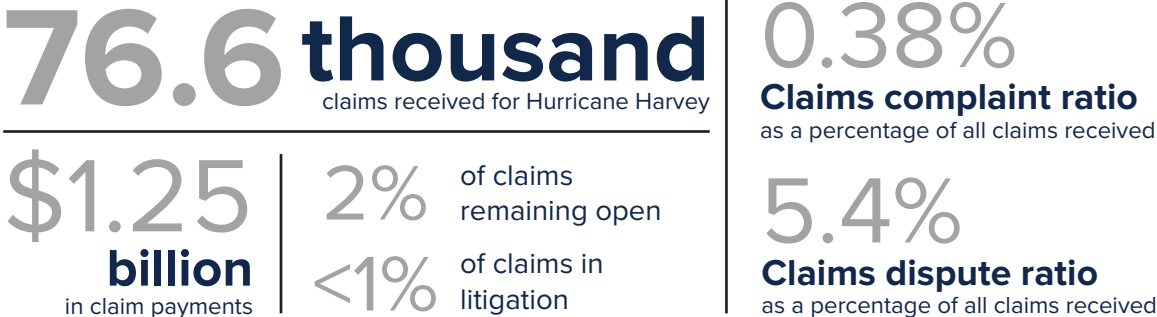 76.6 thousand
claims received for Hurricane Harvey
$1.25
billion
in claim payments
2%
of claims
remaining open
<1%
of claims in
litigation
0.38%
Claims complaint ratio
as a percentage of all claims received
5.4%
Claims dispute ratio
as a percentage of all claims received